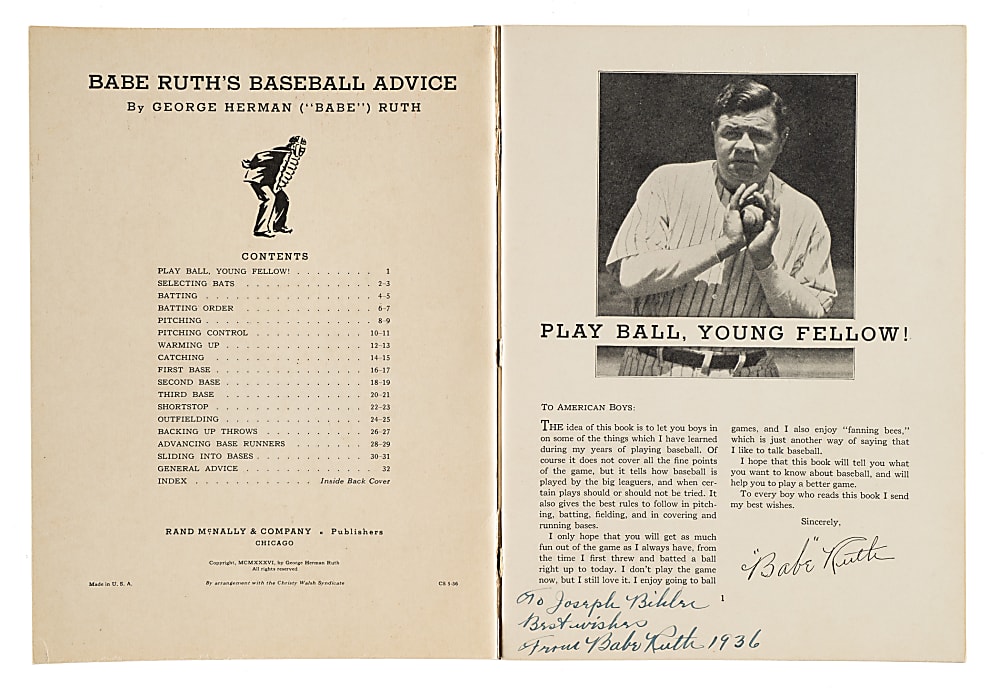 BABE RUTH'S BASEBALL ADVICE
By GEORGE HERMAN ("BABE") RUTH
CONTENTS
PLAY BALL, YOUNG FELLOW! . . . . . . . . 1
SELECTING BATS . . . . . . . . . . . . . 2-3
BATTING . . . . . . . . . . . . . . . . 4-5
BATTING ORDER . . . . . . . . . . . . . 6-7
PITCHING . . . . . . . . . . . . . . . . 8-9
PITCHING CONTROL . . . . . . . . . . . 10-11
WARMING UP . . . . . . . . . . . . . . 12-13
CATCHING . . . . . . . . . . . . . . . 14-15
FIRST BASE . . . . . . . . . . . . . . . 16-17
SECOND BASE . . . . . . . . . . . . . . 18-19
THIRD BASE . . . . . . . . . . . . . . 20-21
SHORTSTOP . . . . . . . . . . . . . . . 22-23
OUTFIELDING . . . . . . . . . . . . . . 24-25
BACKING UP THROWS . . . . . . . . . . 26-27
ADVANCING BASE RUNNERS . . . . . . . 28-29
SLIDING INTO BASES . . . . . . . . . . . 30-31
GENERAL ADVICE . . . . . . . . . . . . 32
INDEX . . . . . . . . . . . . Inside Back Cover
RAND McNALLY & COMPANY • Publishers
CHICAGO
Copyright, MCMXXXVI, by George Herman Ruth
All rights reserved
Made in U. S. A.
By arrangement with the Christy Walsh Syndicate
CS 5-36
PLAY BALL, YOUNG FELLOW!
TO AMERICAN BOYS:
THE idea of this book is to let you boys in
on some of the things which I have learned
during my years of playing baseball. Of
course it does not cover all the fine points
of the game, but it tells how baseball is
played by the big leaguers, and when cer-
tain plays should or should not be tried. It
also gives the best rules to follow in pitch-
ing, batting, fielding, and in covering and
running bases.
I only hope that you will get as much
fun out of the game as I always have, from
the time I first threw and batted a ball
right up to today. I don't play the game
now, but I still love it. I enjoy going to ball
games, and I also enjoy "fanning bees,"
which is just another way of saying that
I like to talk baseball.
I hope that this book will tell you what
you want to know about baseball, and will
help you to play a better game.
To every boy who reads this book I send
my best wishes.
Sincerely,
"Babe" Ruth
1
To Joseph Bihler
Best wishes
From Babe Ruth 1936